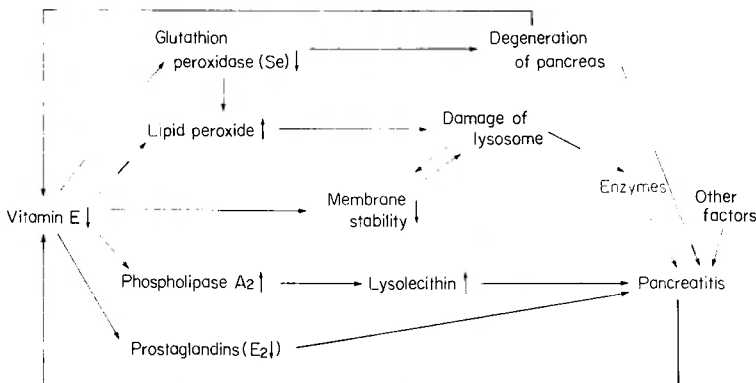 Glutathion
peroxidase (Se)↓
Degeneration
of pancreas
Lipid peroxide↑
Damage of
lysosome
Enzymes
Other
factors
Vitamin E↓
Membrane
stability↓
Phospholipase A2↑
Lysolecithin↑
Pancreatitis
Prostaglandins (E2↓)